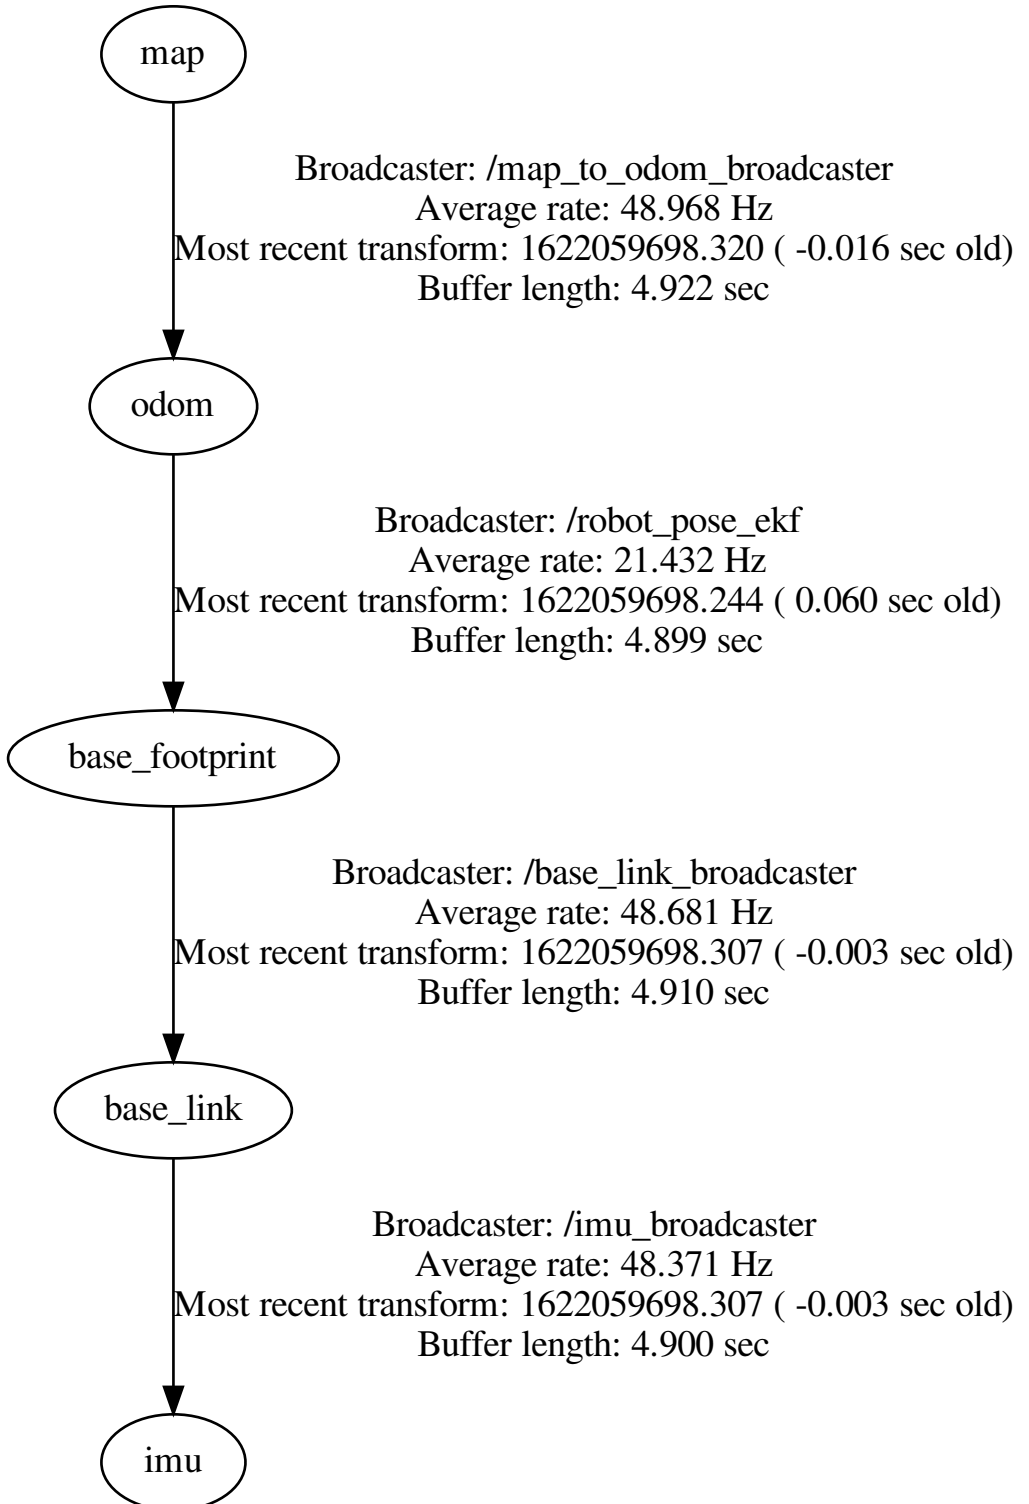 map
Broadcaster: /map_to_odom_broadcaster
Average rate: 48.968 Hz
Most recent transform: 1622059698.320 ( -0.016 sec old)
Buffer length: 4.922 sec
odom
Broadcaster: /robot_pose_ekf
Average rate: 21.432 Hz
Most recent transform: 1622059698.244 ( 0.060 sec old)
Buffer length: 4.899 sec
base_footprint
Broadcaster: /base_link_broadcaster
Average rate: 48.681 Hz
Most recent transform: 1622059698.307 ( -0.003 sec old)
Buffer length: 4.910 sec
base_link
Broadcaster: /imu_broadcaster
Average rate: 48.371 Hz
Most recent transform: 1622059698.307 ( -0.003 sec old)
Buffer length: 4.900 sec
imu